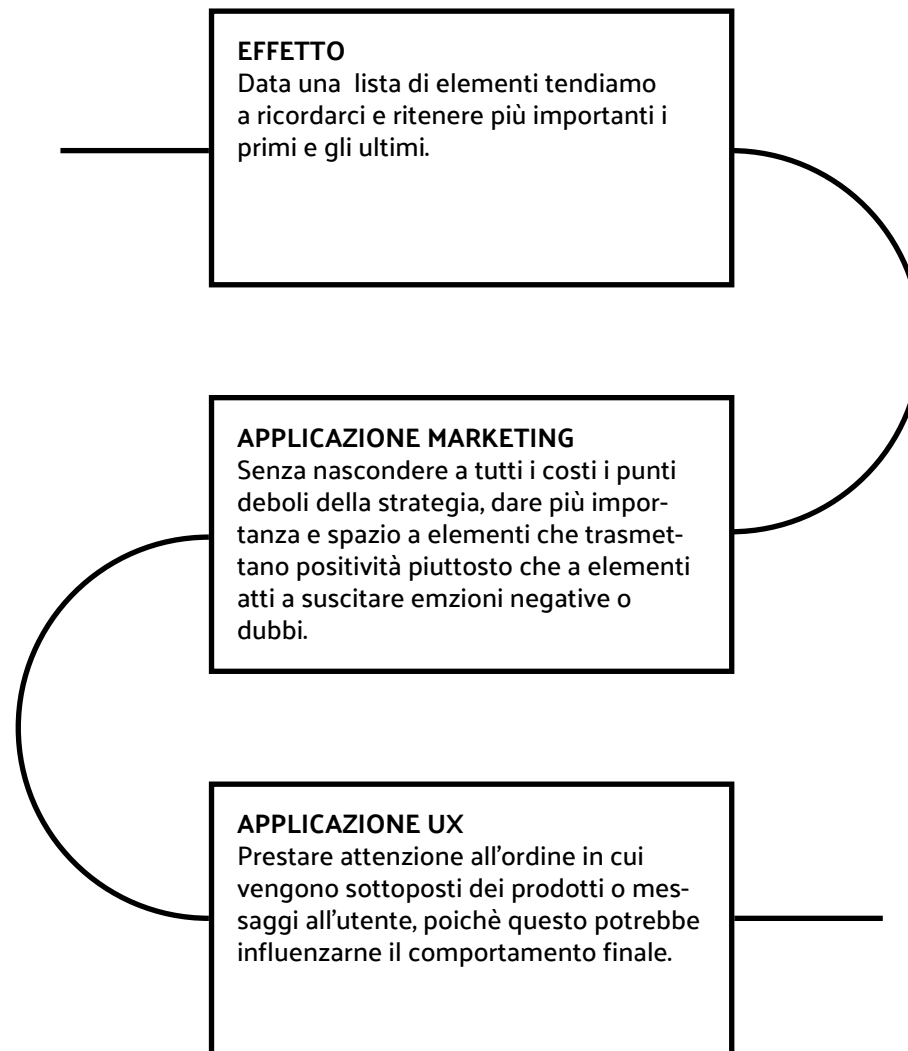 EFFETTO
Data una  lista di elementi tendiamo
a ricordarci e ritenere più importanti i
primi e gli ultimi.
APPLICAZIONE MARKETING
Senza nascondere a tutti i costi i punti
deboli della strategia, dare più impor-
tanza e spazio a elementi che trasmet-
tano positività piuttosto che a elementi
atti a suscitare emzioni negative o
dubbi.
APPLICAZIONE UX
Prestare attenzione all’ordine in cui
vengono sottoposti dei prodotti o mes-
saggi all’utente, poichè questo potrebbe
influenzarne il comportamento finale.